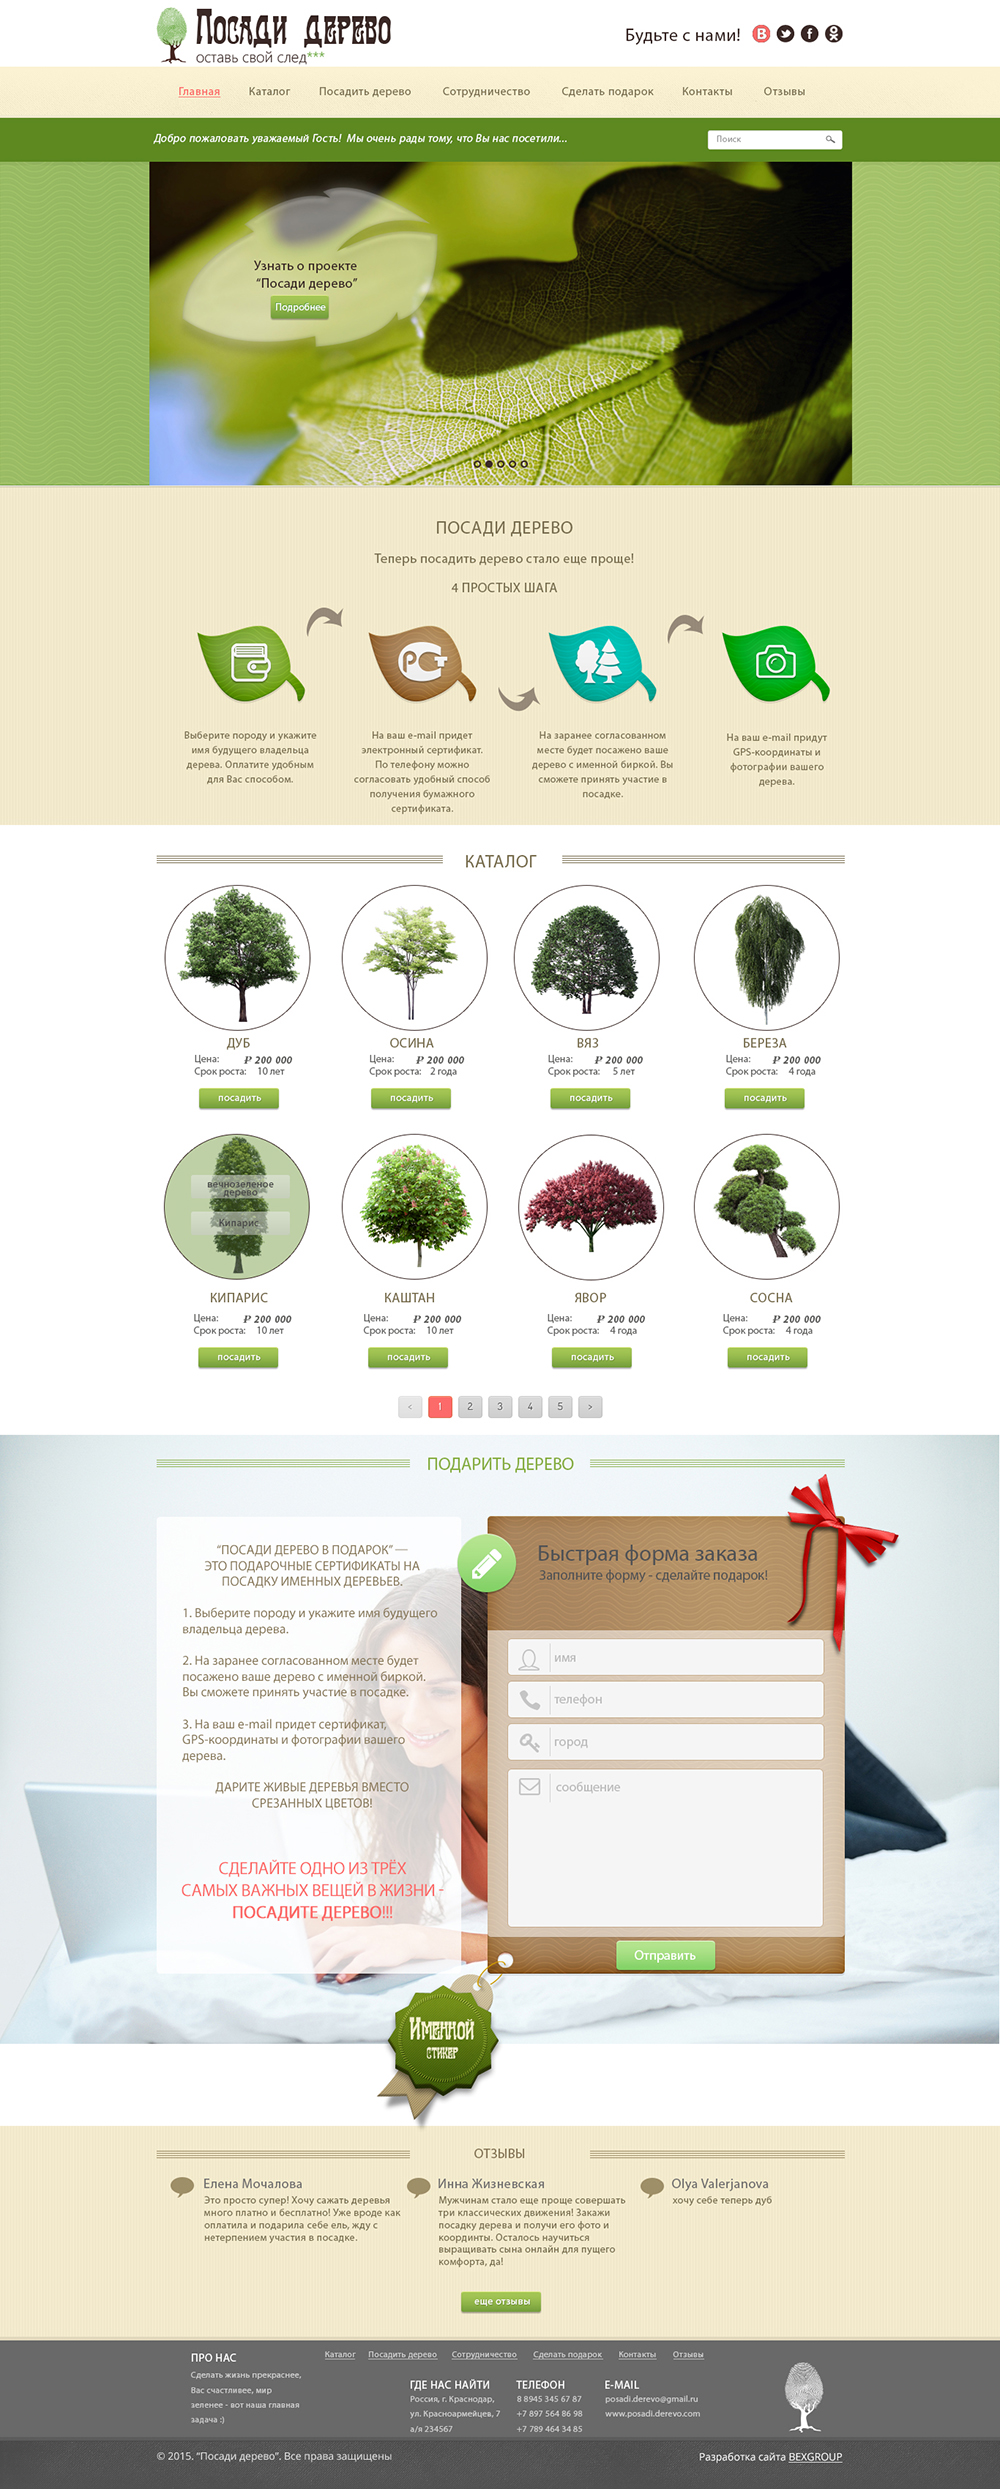 Посади дерево
оставь свой след***
Будьте с нами!
Главная Каталог Посадить дерево Сотрудничество Сделать подарок Контакты Отзывы
Добро пожаловать уважаемый Гость! Мы очень рады тому, что Вы нас посетили...
Поиск
Узнать о проекте
“Посади дерево”
Подробнее
ПОСАДИ ДЕРЕВО
Теперь посадить дерево стало еще проще!
4 ПРОСТЫХ ШАГА
РСТ
Выберите породу и укажите
имя будущего владельца
дерева. Оплатите удобным
для Вас способом.
На ваш e-mail придет
электронный сертификат.
По телефону можно
согласовать удобный способ
получения бумажного
сертификата.
На заранее согласованном
месте будет посажено ваше
дерево с именной биркой. Вы
сможете принять участие в
посадке.
На ваш e-mail придут
GPS-координаты и
фотографии вашего
дерева.
КАТАЛОГ
ДУБ
Цена: ₽ 200 000
Срок роста: 10 лет
посадить
ОСИНА
Цена: ₽ 200 000
Срок роста: 2 года
посадить
ВЯЗ
Цена: ₽ 200 000
Срок роста: 5 лет
посадить
БЕРЕЗА
Цена: ₽ 200 000
Срок роста: 4 года
посадить
вечнозеленое
дерево
Кипарис
КИПАРИС
Цена: ₽ 200 000
Срок роста: 10 лет
посадить
КАШТАН
Цена: ₽ 200 000
Срок роста: 10 лет
посадить
ЯВОР
Цена: ₽ 200 000
Срок роста: 4 года
посадить
СОСНА
Цена: ₽ 200 000
Срок роста: 4 года
посадить
< 1 2 3 4 5 >
ПОДАРИТЬ ДЕРЕВО
“ПОСАДИ ДЕРЕВО В ПОДАРОК” —
ЭТО ПОДАРОЧНЫЕ СЕРТИФИКАТЫ НА
ПОСАДКУ ИМЕННЫХ ДЕРЕВЬЕВ.
1. Выберите породу и укажите имя будущего
владельца дерева.
2. На заранее согласованном месте будет
посажено ваше дерево с именной биркой.
Вы сможете принять участие в посадке.
3. На ваш e-mail придет сертификат,
GPS-координаты и фотографии вашего
дерева.
ДАРИТЕ ЖИВЫЕ ДЕРЕВЬЯ ВМЕСТО
СРЕЗАННЫХ ЦВЕТОВ!
СДЕЛАЙТЕ ОДНО ИЗ ТРЁХ
САМЫХ ВАЖНЫХ ВЕЩЕЙ В ЖИЗНИ -
ПОСАДИТЕ ДЕРЕВО!!!
Быстрая форма заказа
Заполните форму - сделайте подарок!
имя
телефон
город
сообщение
Отправить
Именной
стикер
ОТЗЫВЫ
Елена Мочалова
Это просто супер! Хочу сажать деревья
много платно и бесплатно! Уже вроде как
оплатила и подарила себе ель, жду с
нетерпением участия в посадке.
Инна Жизневская
Мужчинам стало еще проще совершать
три классических движения! Закажи
посадку дерева и получи его фото и
координты. Осталось научиться
выращивать сына онлайн для пущего
комфорта, да!
Olya Valerjanova
хочу себе теперь дуб
еще отзывы
ПРО НАС
Сделать жизнь прекраснее,
Вас счастливее, мир
зеленее - вот наша главная
задача :)
Каталог Посадить дерево Сотрудничество Сделать подарок Контакты Отзывы
ГДЕ НАС НАЙТИ
Россия, г. Краснодар,
ул. Красноармейцев, 7
а/я 234567
ТЕЛЕФОН
8 8945 345 67 87
+7 897 564 86 98
+7 789 464 34 85
E-MAIL
posadi.derevo@gmail.ru
www.posadi.derevo.com
© 2015. “Посади дерево”. Все права защищены
Разработка сайта BEXGROUP